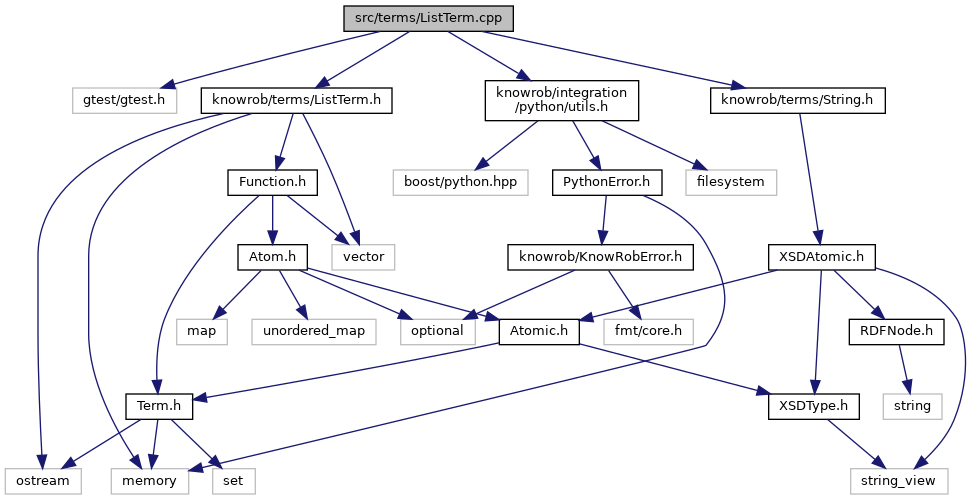 src/terms/ListTerm.cpp
gtest/gtest.h
knowrob/terms/ListTerm.h
knowrob/integration
/python/utils.h
knowrob/terms/String.h
Function.h
boost/python.hpp
PythonError.h
filesystem
Atom.h
vector
knowrob/KnowRobError.h
XSDAtomic.h
map
unordered_map
optional
Atomic.h
fmt/core.h
RDFNode.h
Term.h
XSDType.h
string
ostream
memory
set
string_view